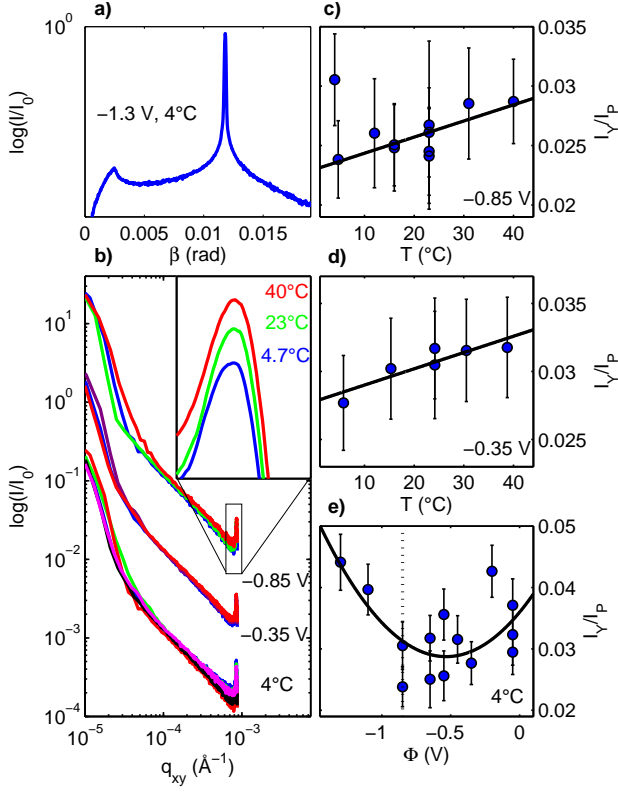 a)
10⁰
log(I/I₀)
−1.3 V, 4°C
0.005 0.01 0.015
β (rad)
c)
0.035
0.03
0.025
0.02
I_Y/I_P
−0.85 V
10 20 30 40
T (°C)
b)
10¹
10⁰
10⁻¹
10⁻²
10⁻³
10⁻⁴
log(I/I₀)
40°C
23°C
4.7°C
−0.85 V
−0.35 V
4°C
10⁻⁵ 10⁻⁴ 10⁻³
q_xy (Å⁻¹)
d)
0.035
0.03
0.025
I_Y/I_P
−0.35 V
10 20 30 40
T (°C)
e)
0.05
0.04
0.03
0.02
I_Y/I_P
4°C
−1 −0.5 0
Φ (V)